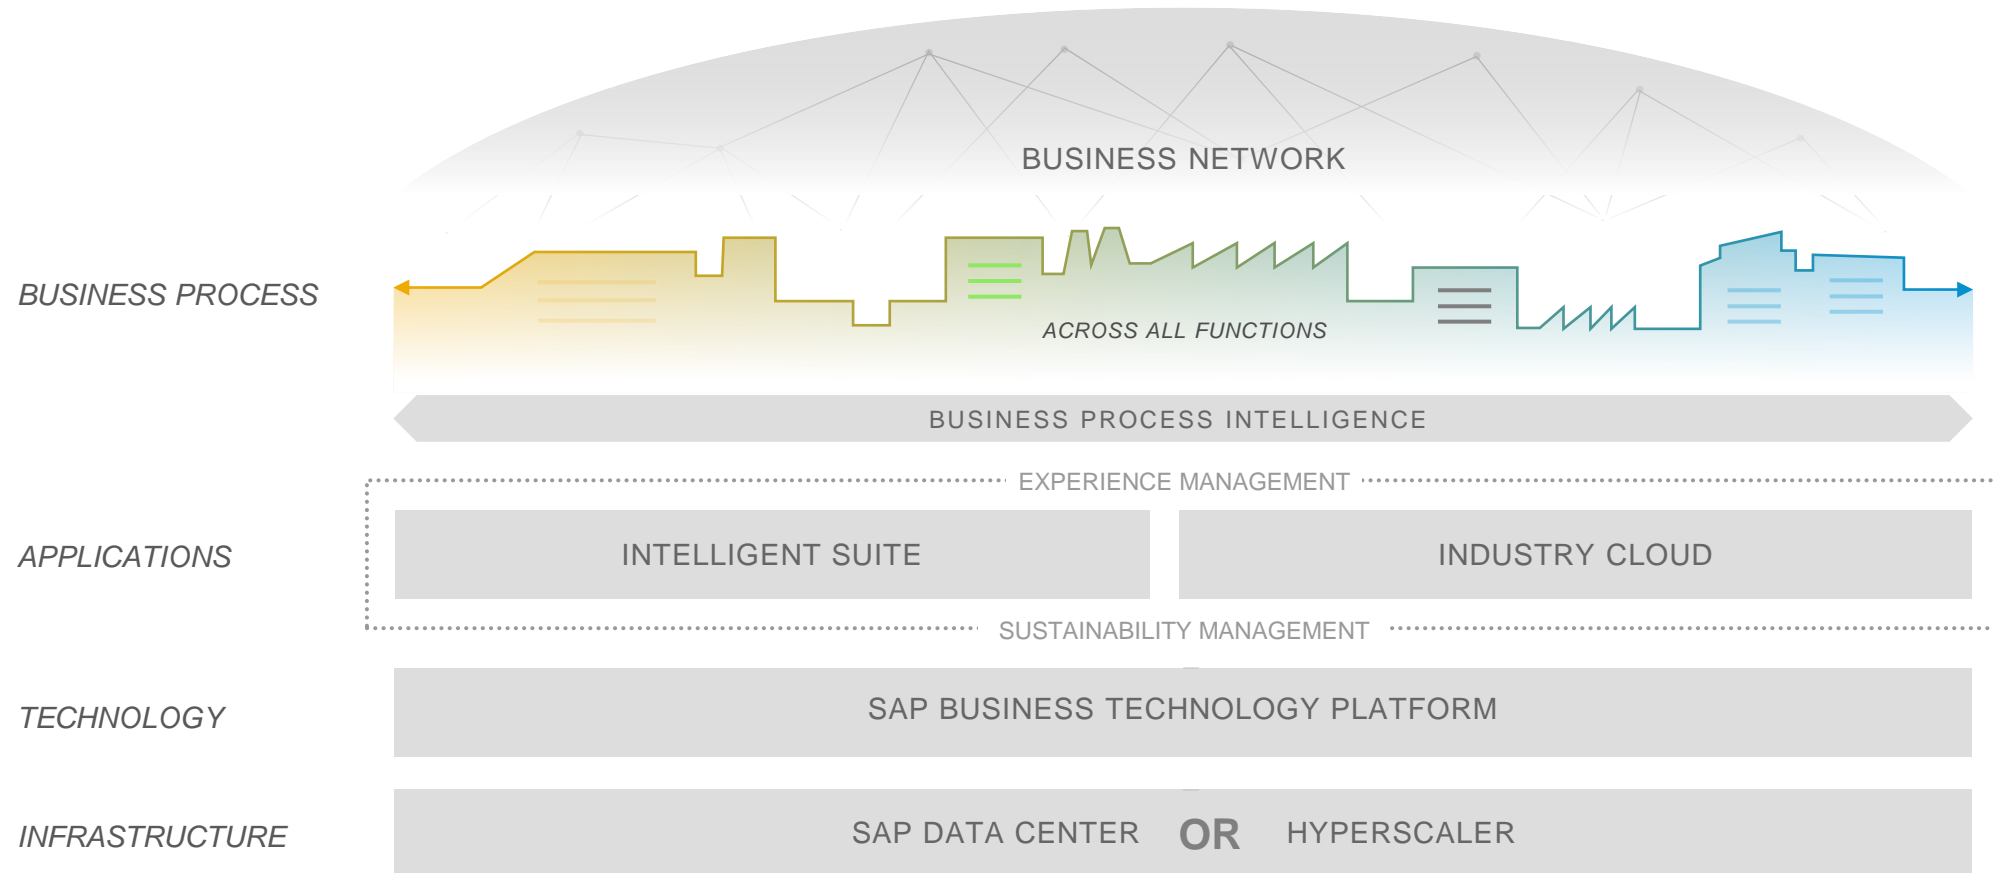 BUSINESS NETWORK
BUSINESS PROCESS
ACROSS ALL FUNCTIONS
BUSINESS PROCESS INTELLIGENCE
EXPERIENCE MANAGEMENT
APPLICATIONS
INTELLIGENT SUITE
INDUSTRY CLOUD
SUSTAINABILITY MANAGEMENT
TECHNOLOGY
SAP BUSINESS TECHNOLOGY PLATFORM
INFRASTRUCTURE
SAP DATA CENTER OR HYPERSCALER